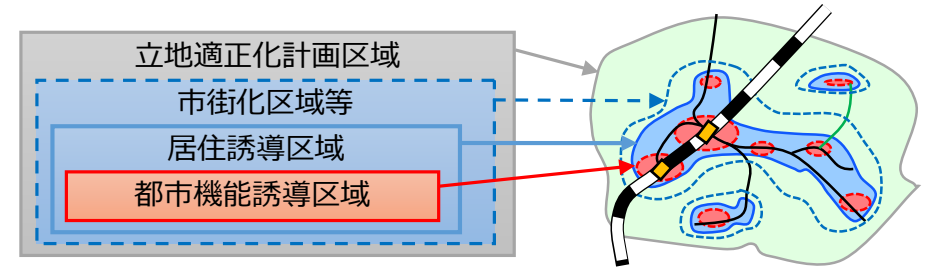 立地適正化計画区域
市街化区域等
居住誘導区域
都市機能誘導区域